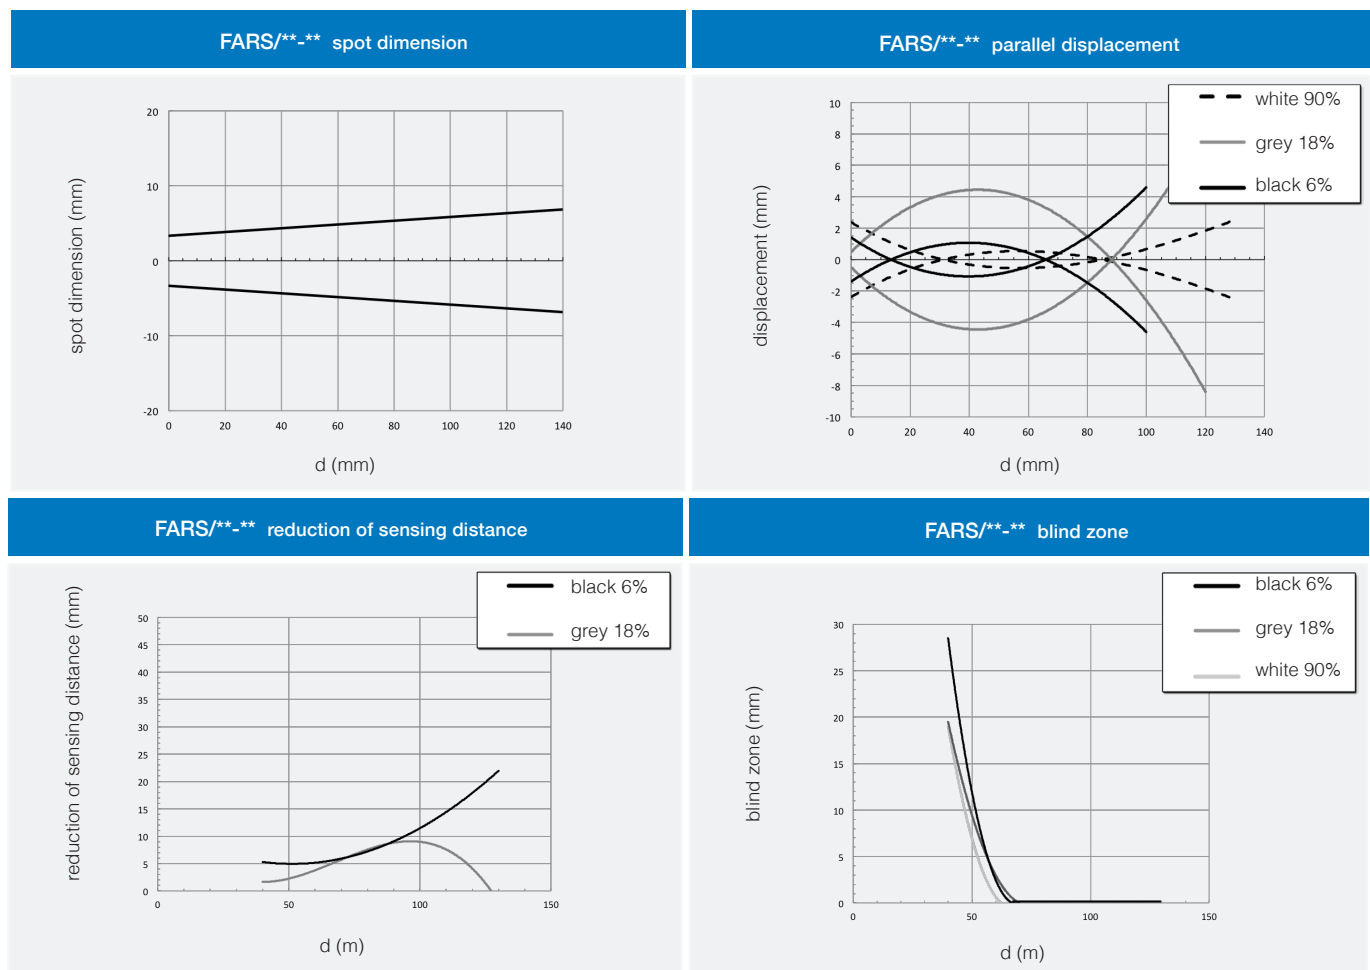 FARS/**-** spot dimension
20
10
0
-10
-20
0 20 40 60 80 100 120 140
spot dimension (mm)
d (mm)
FARS/**-** parallel displacement
white 90%
grey 18%
black 6%
10
8
6
4
2
0
-2
-4
-6
-8
-10
0 20 40 60 80 100 120 140
displacement (mm)
d (mm)
FARS/**-** reduction of sensing distance
black 6%
grey 18%
50
45
40
35
30
25
20
15
10
5
0
0 50 100 150
reduction of sensing distance (mm)
d (m)
FARS/**-** blind zone
black 6%
grey 18%
white 90%
30
25
20
15
10
5
0
0 50 100 150
blind zone (mm)
d (m)